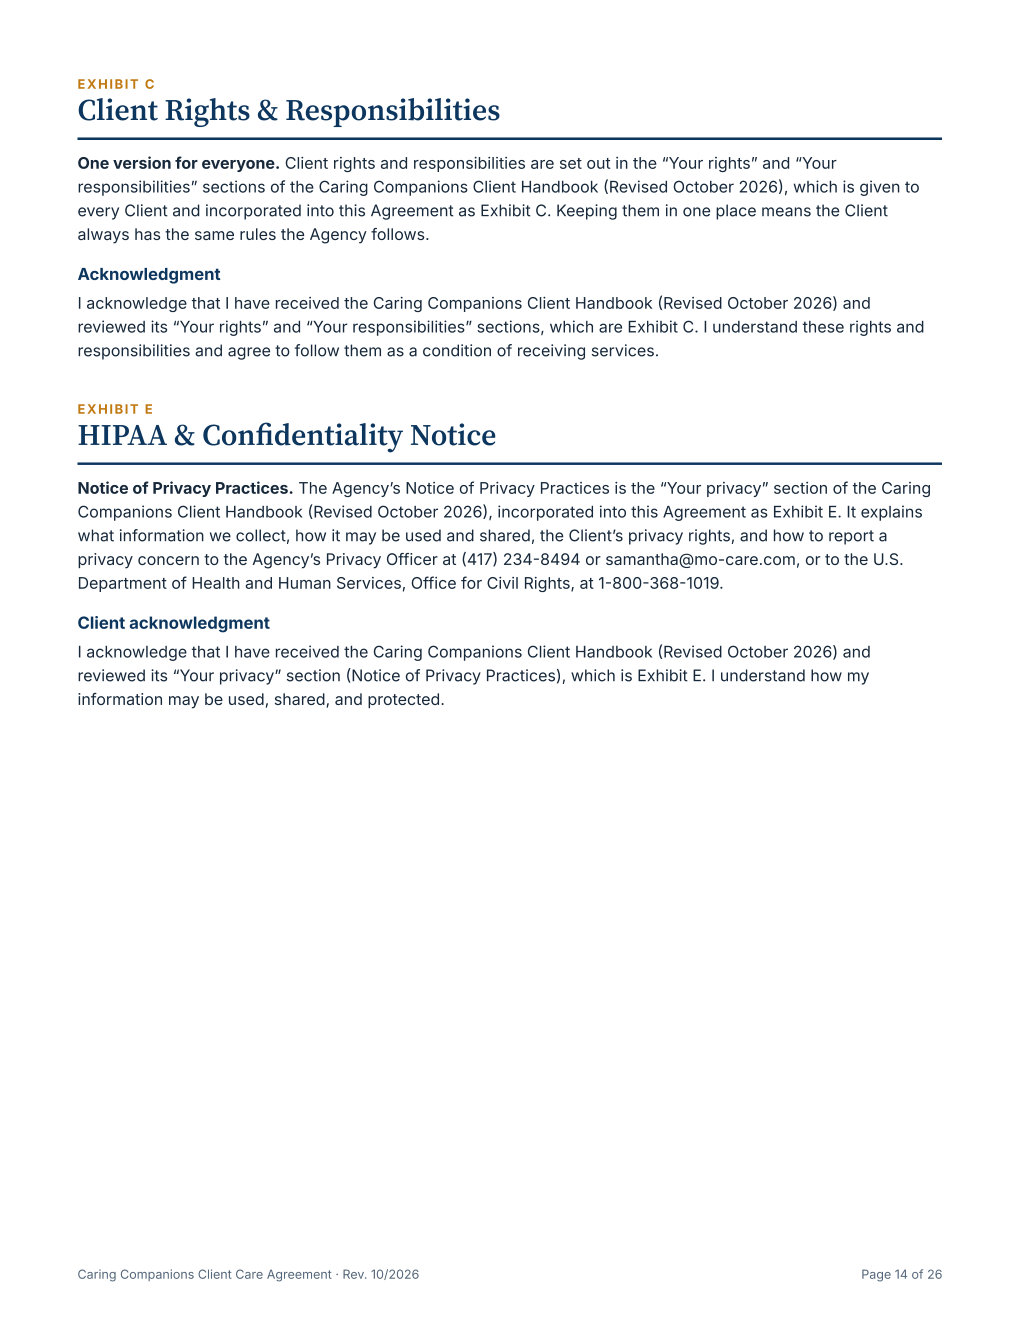 EXHIBIT C
Client Rights & Responsibilities
One version for everyone. Client rights and responsibilities are set out in the “Your rights” and “Your
responsibilities” sections of the Caring Companions Client Handbook (Revised October 2026), which is given to
every Client and incorporated into this Agreement as Exhibit C. Keeping them in one place means the Client
always has the same rules the Agency follows.
Acknowledgment
I acknowledge that I have received the Caring Companions Client Handbook (Revised October 2026) and
reviewed its “Your rights” and “Your responsibilities” sections, which are Exhibit C. I understand these rights and
responsibilities and agree to follow them as a condition of receiving services.
EXHIBIT E
HIPAA & Confidentiality Notice
Notice of Privacy Practices. The Agency’s Notice of Privacy Practices is the “Your privacy” section of the Caring
Companions Client Handbook (Revised October 2026), incorporated into this Agreement as Exhibit E. It explains
what information we collect, how it may be used and shared, the Client’s privacy rights, and how to report a
privacy concern to the Agency’s Privacy Officer at (417) 234-8494 or samantha@mo-care.com, or to the U.S.
Department of Health and Human Services, Office for Civil Rights, at 1-800-368-1019.
Client acknowledgment
I acknowledge that I have received the Caring Companions Client Handbook (Revised October 2026) and
reviewed its “Your privacy” section (Notice of Privacy Practices), which is Exhibit E. I understand how my
information may be used, shared, and protected.
Caring Companions Client Care Agreement · Rev. 10/2026
Page 14 of 26